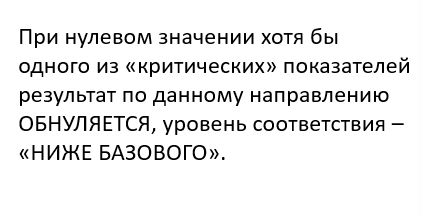 При нулевом значении хотя бы
одного из «критических» показателей
результат по данному направлению
ОБНУЛЯЕТСЯ, уровень соответствия –
«НИЖЕ БАЗОВОГО».